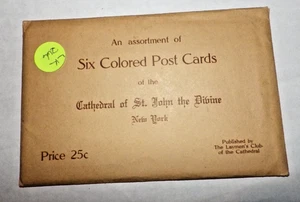 An assortment of
Six Colored Post Cards
of the
Cathedral of St. John the Divine
New York
Price 25c
Published by
The Laymen's Club
of the Cathedral